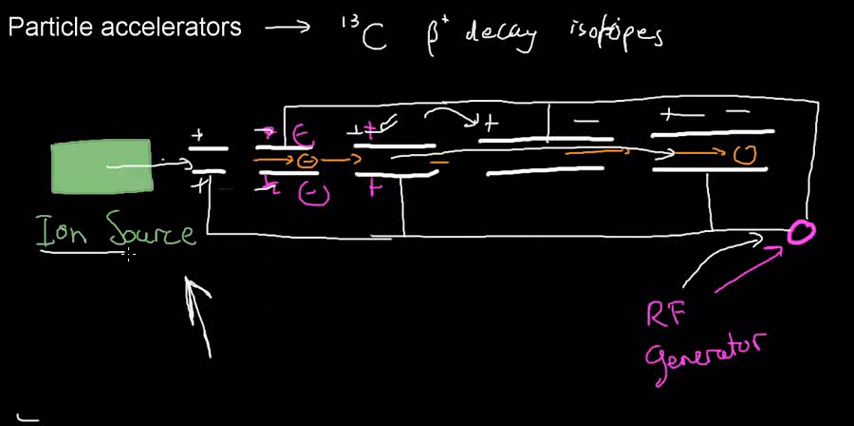 Particle accelerators → ¹³C β⁺ decay isotopes
+ + + + − + − −
+ − +
Ion Source
RF
Generator